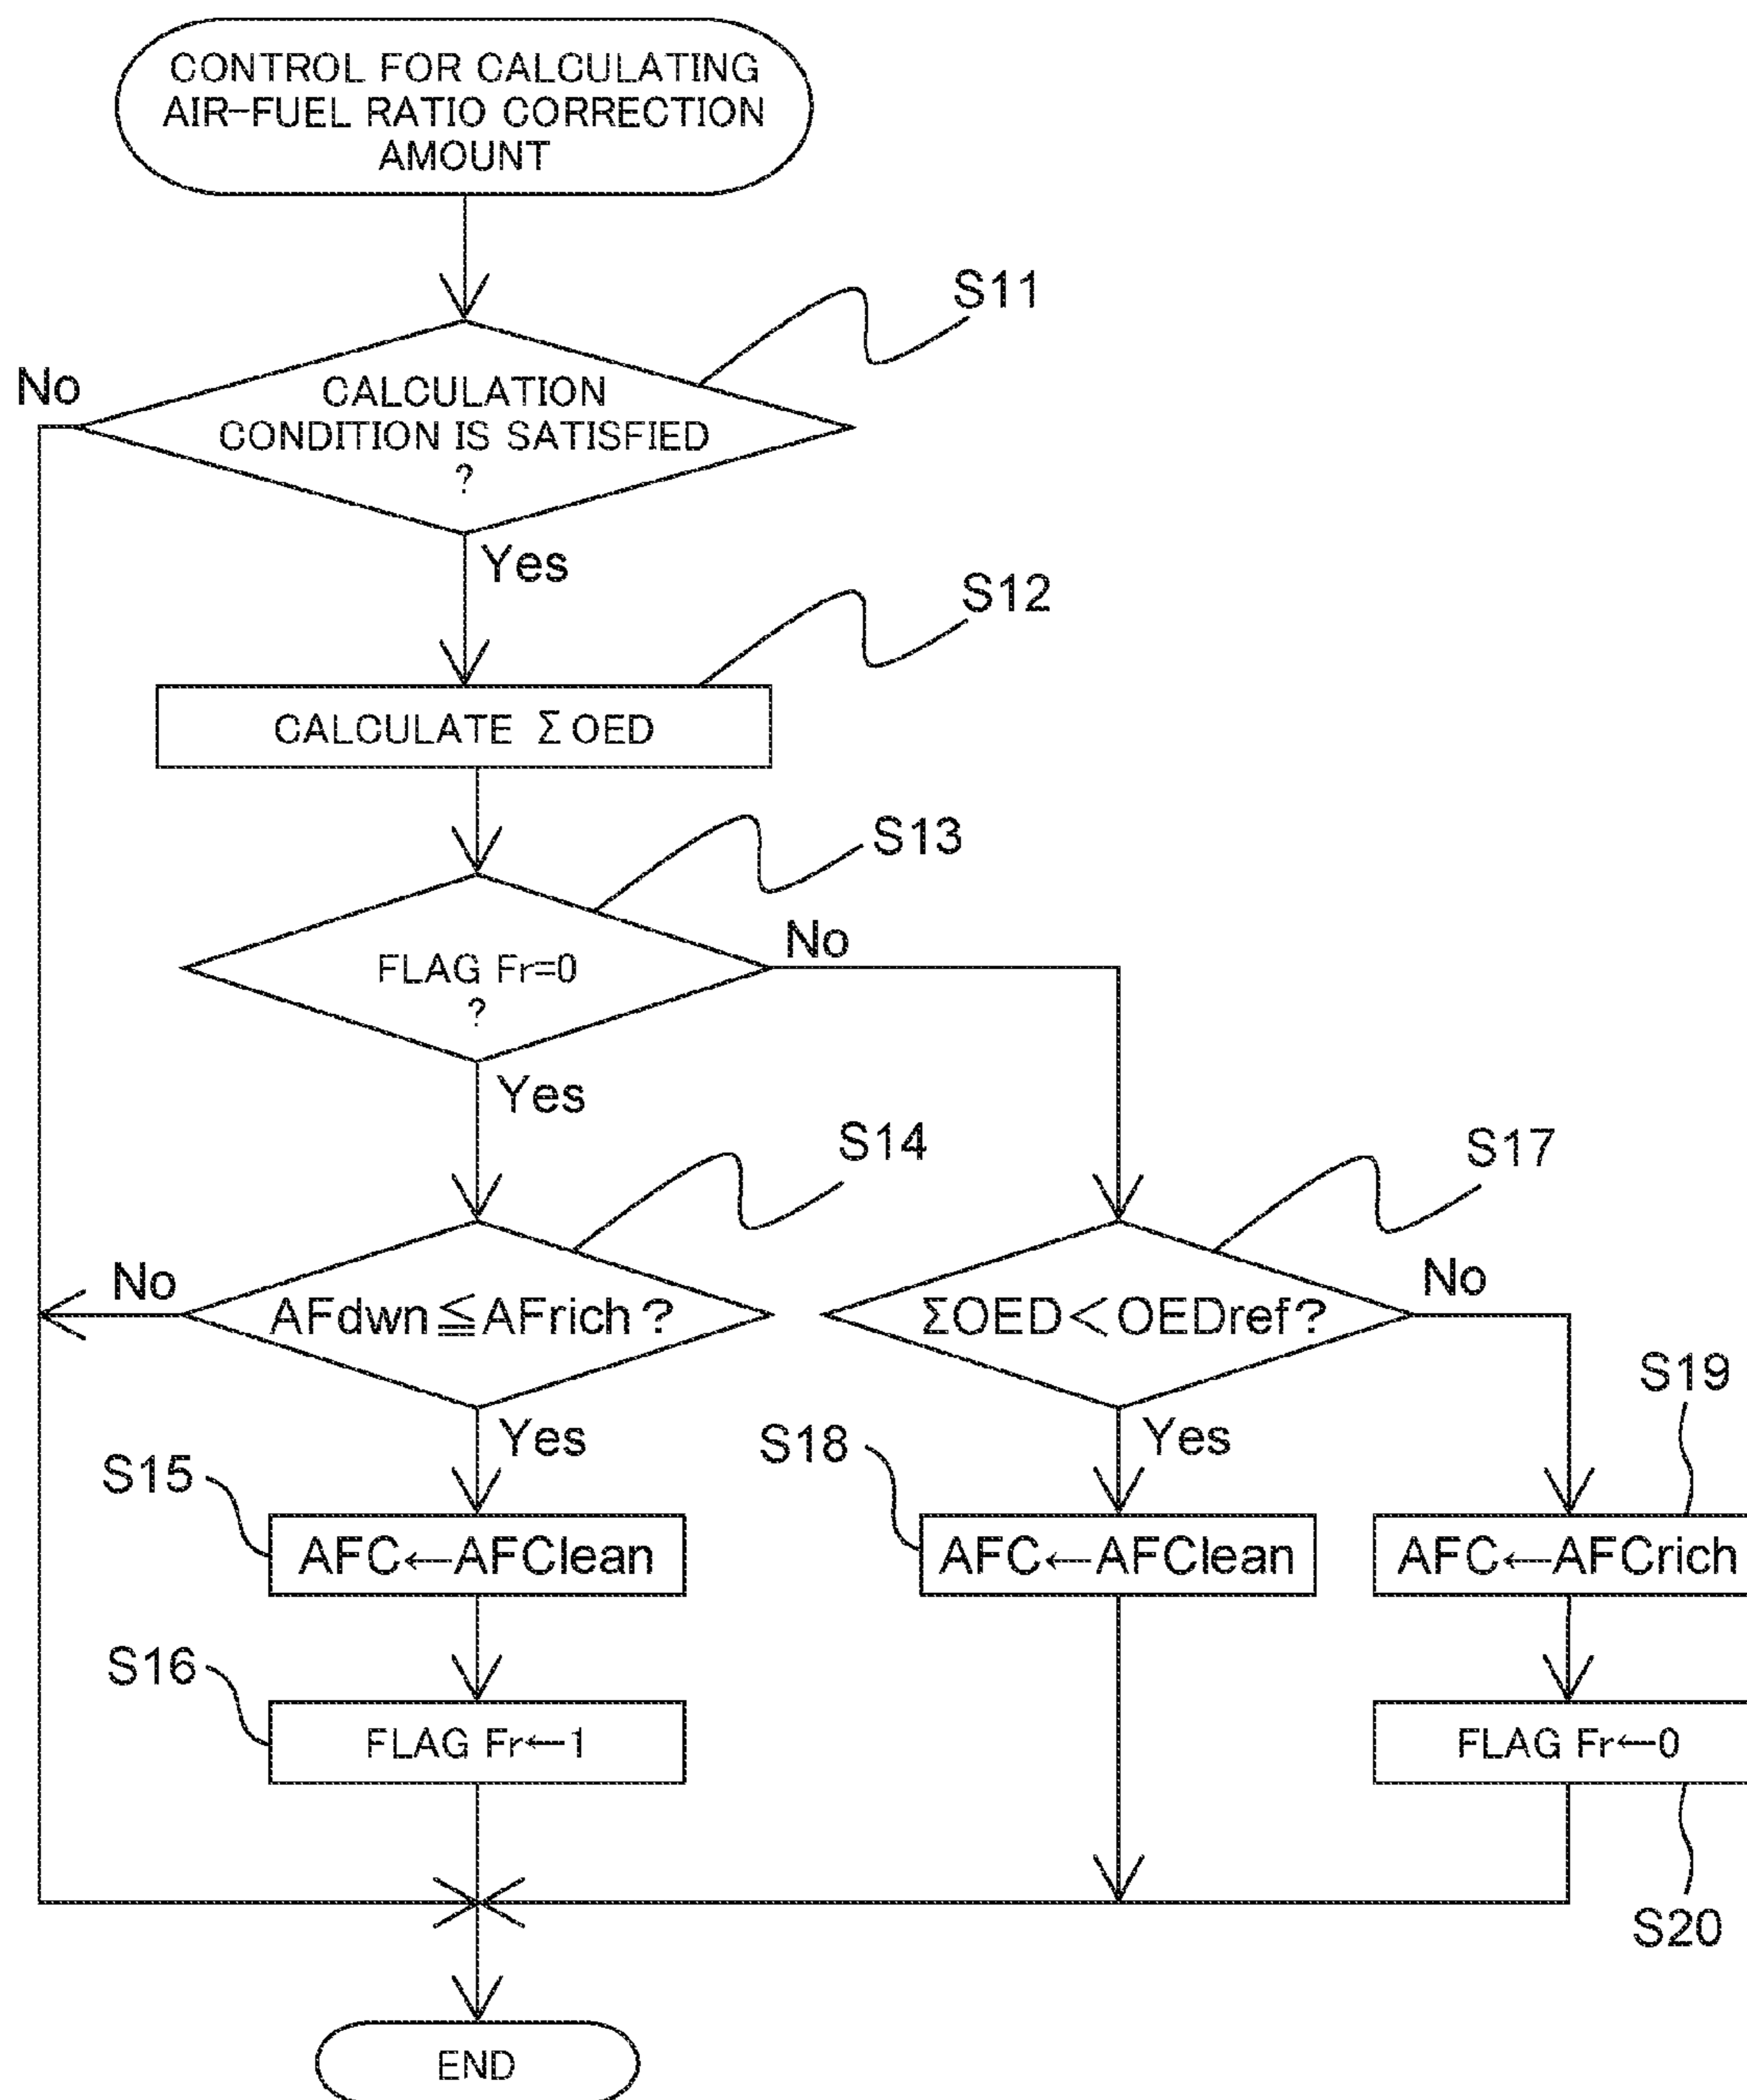 CONTROL FOR CALCULATING
AIR-FUEL RATIO CORRECTION
AMOUNT
S11
No
CALCULATION
CONDITION IS SATISFIED
?
Yes
S12
CALCULATE ΣOED
S13
No
FLAG Fr=0
?
Yes
S14
S17
No
AFdwn≦AFrich?
ΣOED<OEDref?
No
S19
Yes
S18
Yes
S15
AFC←AFClean
AFC←AFClean
AFC←AFCrich
S16
FLAG Fr←1
FLAG Fr←0
S20
END